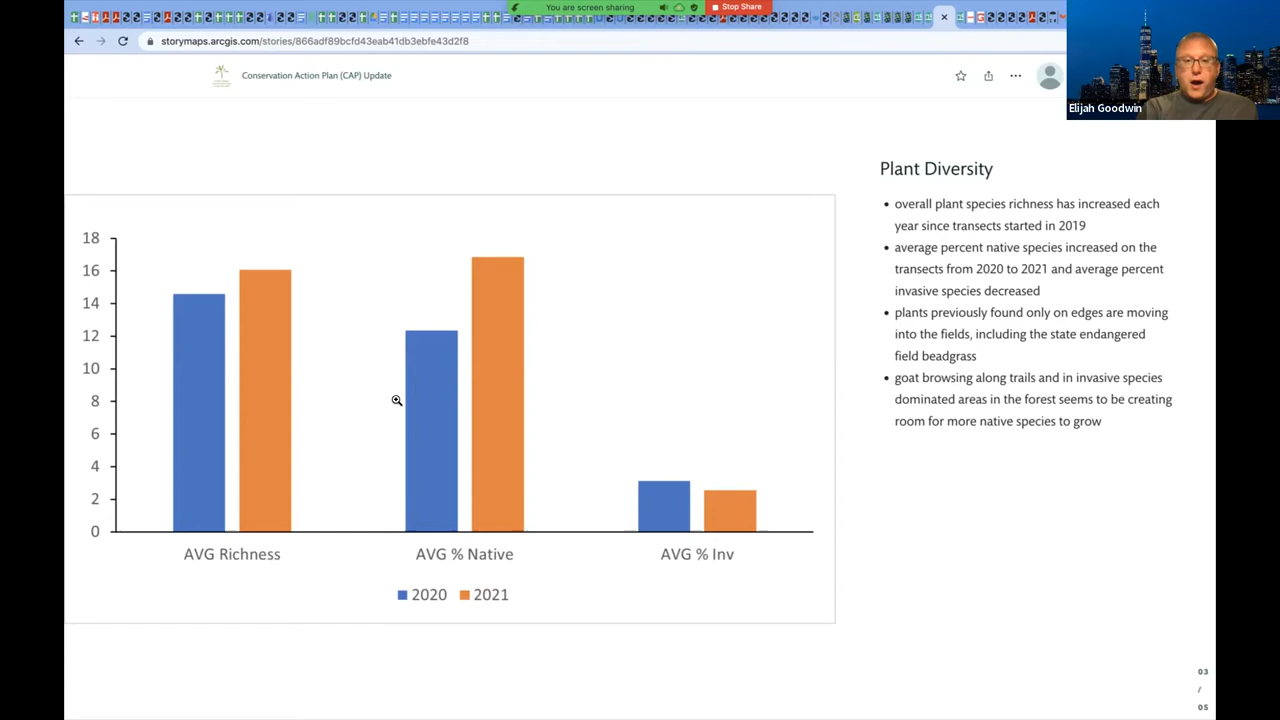 You are screen sharing
Stop Share
storymaps.arcgis.com/stories/866adf89bcfd43eab41db3ebfe43d2f8
Conservation Action Plan (CAP) Update
Elijah Goodwin
Plant Diversity
• overall plant species richness has increased each
year since transects started in 2019
• average percent native species increased on the
transects from 2020 to 2021 and average percent
invasive species decreased
• plants previously found only on edges are moving
into the fields, including the state endangered
field beadgrass
• goat browsing along trails and in invasive species
dominated areas in the forest seems to be creating
room for more native species to grow
18
16
14
12
10
8
6
4
2
0
AVG Richness AVG % Native AVG % Inv
2020 2021
03
/
05